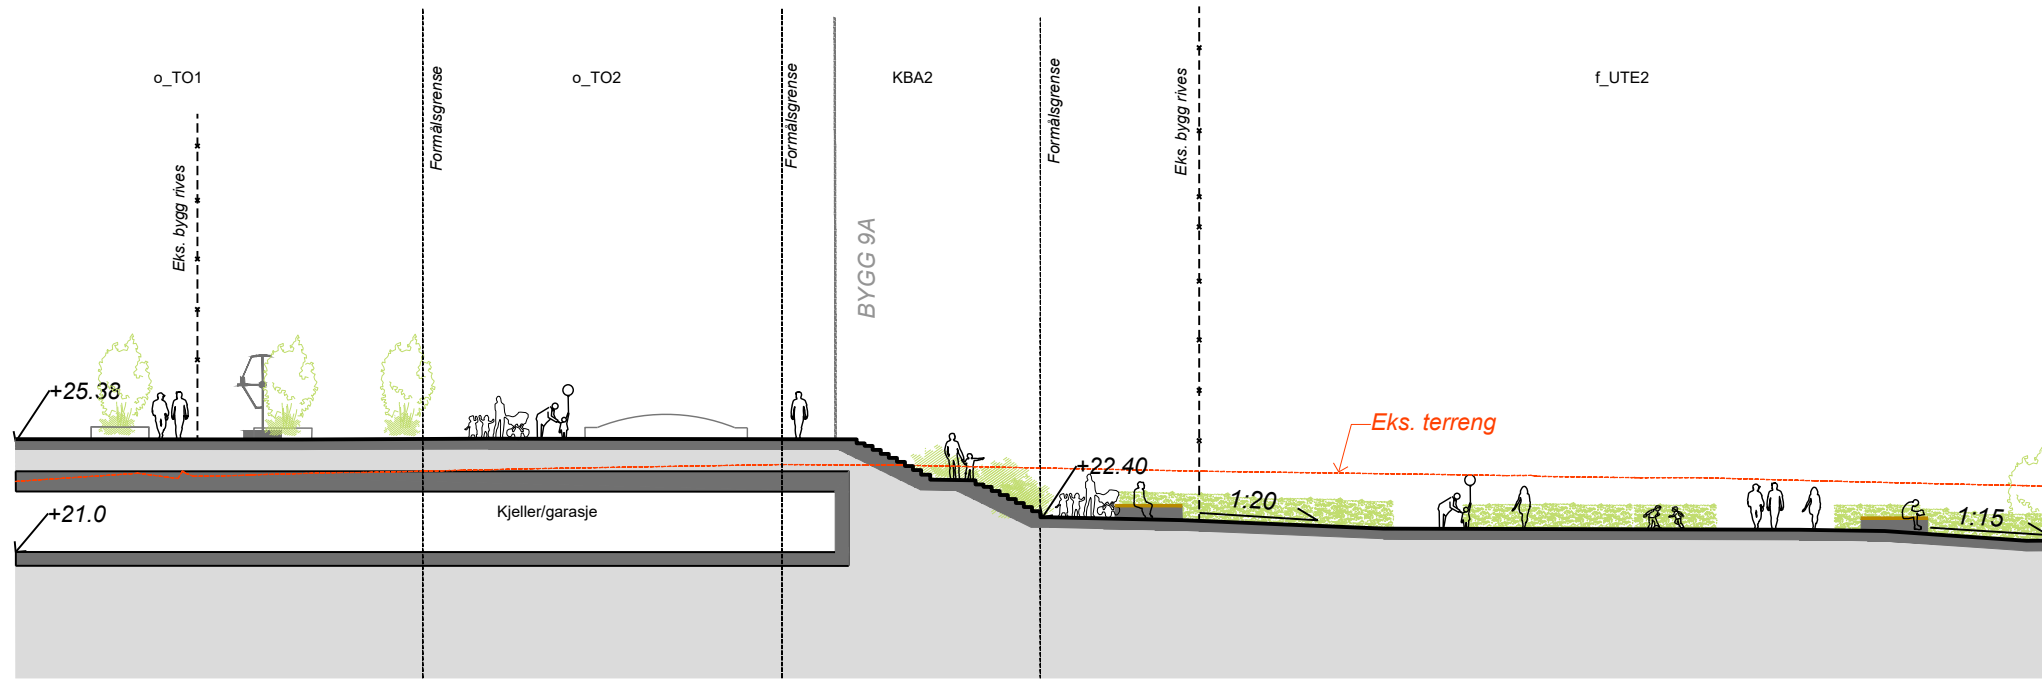 o_TO1
o_TO2
KBA2
f_UTE2
Eks. bygg rives
Formålsgrense
Formålsgrense
BYGG 9A
Formålsgrense
Eks. bygg rives
+25.38
Eks. terreng
+22.40
1:20
+21.0
Kjeller/garasje
1:15